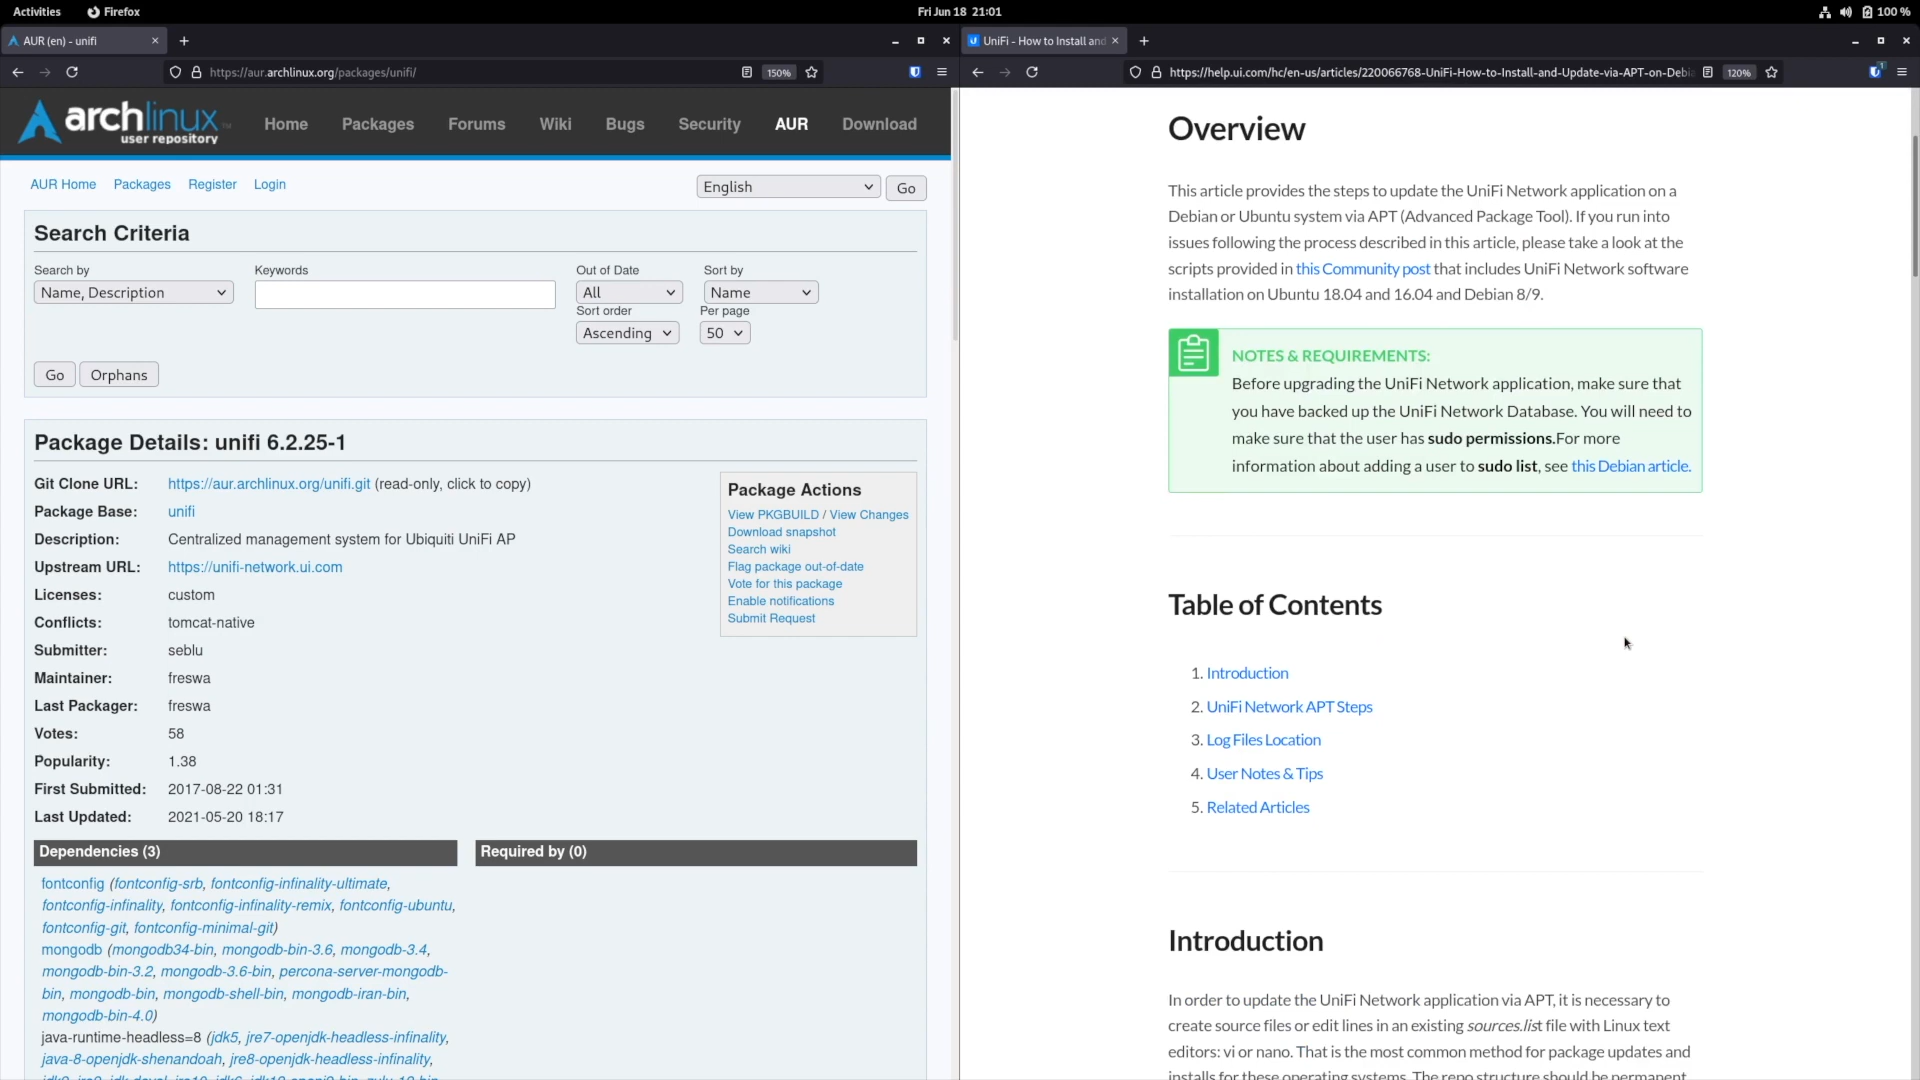 Activities
Firefox
Fri Jun 18 21:01
100 %
AUR (en) - unifi
https://aur.archlinux.org/packages/unifi/
150%
archlinux
user repository
Home
Packages
Forums
Wiki
Bugs
Security
AUR
Download
AUR Home
Packages
Register
Login
English
Go
Search Criteria
Search by
Keywords
Out of Date
Sort by
Name, Description
All
Name
Sort order
Per page
Ascending
50
Go
Orphans
Package Details: unifi 6.2.25-1
Git Clone URL: https://aur.archlinux.org/unifi.git (read-only, click to copy)
Package Base: unifi
Description: Centralized management system for Ubiquiti UniFi AP
Upstream URL: https://unifi-network.ui.com
Licenses: custom
Conflicts: tomcat-native
Submitter: seblu
Maintainer: freswa
Last Packager: freswa
Votes: 58
Popularity: 1.38
First Submitted: 2017-08-22 01:31
Last Updated: 2021-05-20 18:17
Package Actions
View PKGBUILD / View Changes
Download snapshot
Search wiki
Flag package out-of-date
Vote for this package
Enable notifications
Submit Request
Dependencies (3)
Required by (0)
fontconfig (fontconfig-srb, fontconfig-infinality-ultimate,
fontconfig-infinality, fontconfig-infinality-remix, fontconfig-ubuntu,
fontconfig-git, fontconfig-minimal-git)
mongodb (mongodb34-bin, mongodb-bin-3.6, mongodb-3.4,
mongodb-bin-3.2, mongodb-3.6-bin, percona-server-mongodb-
bin, mongodb-bin, mongodb-shell-bin, mongodb-iran-bin,
mongodb-bin-4.0)
java-runtime-headless=8 (jdk5, jre7-openjdk-headless-infinality,
java-8-openjdk-shenandoah, jre8-openjdk-headless-infinality,
UniFi - How to Install and
https://help.ui.com/hc/en-us/articles/220066768-UniFi-How-to-Install-and-Update-via-APT-on-Debi
120%
Overview
This article provides the steps to update the UniFi Network application on a
Debian or Ubuntu system via APT (Advanced Package Tool). If you run into
issues following the process described in this article, please take a look at the
scripts provided in this Community post that includes UniFi Network software
installation on Ubuntu 18.04 and 16.04 and Debian 8/9.
NOTES & REQUIREMENTS:
Before upgrading the UniFi Network application, make sure that
you have backed up the UniFi Network Database. You will need to
make sure that the user has sudo permissions.For more
information about adding a user to sudo list, see this Debian article.
Table of Contents
1. Introduction
2. UniFi Network APT Steps
3. Log Files Location
4. User Notes & Tips
5. Related Articles
Introduction
In order to update the UniFi Network application via APT, it is necessary to
create source files or edit lines in an existing sources.list file with Linux text
editors: vi or nano. That is the most common method for package updates and
installs for these operating systems. The repo structure should be permanent